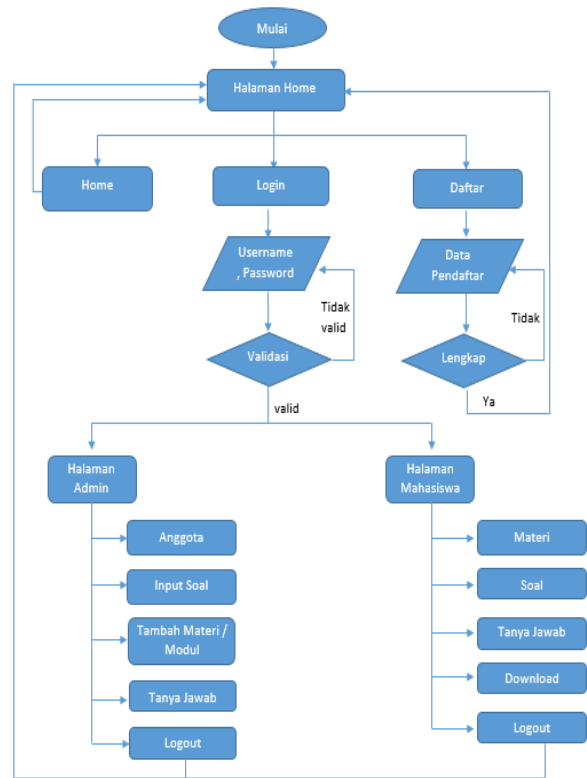 Mulai
Halaman Home
Home
Login
Daftar
Username
, Password
Data
Pendaftar
Tidak
valid
Tidak
Validasi
Lengkap
valid
Ya
Halaman
Admin
Halaman
Mahasiswa
Anggota
Input Soal
Tambah Materi /
Modul
Tanya Jawab
Logout
Materi
Soal
Tanya Jawab
Download
Logout